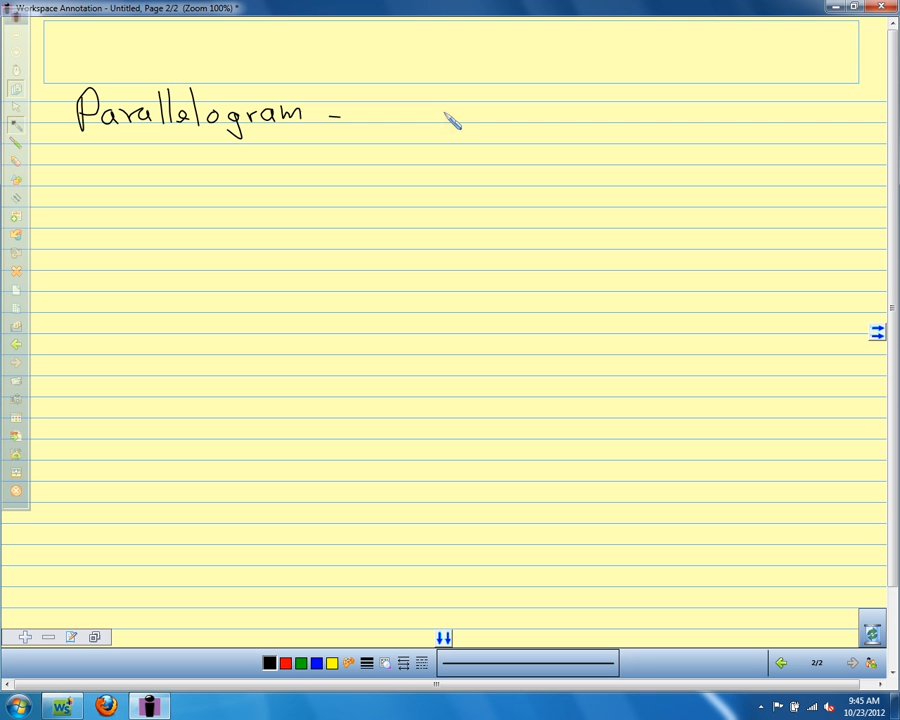 Workspace Annotation - Untitled, Page 2/2 (Zoom 100%) *
Parallelogram -
2/2
9:45 AM
10/23/2012